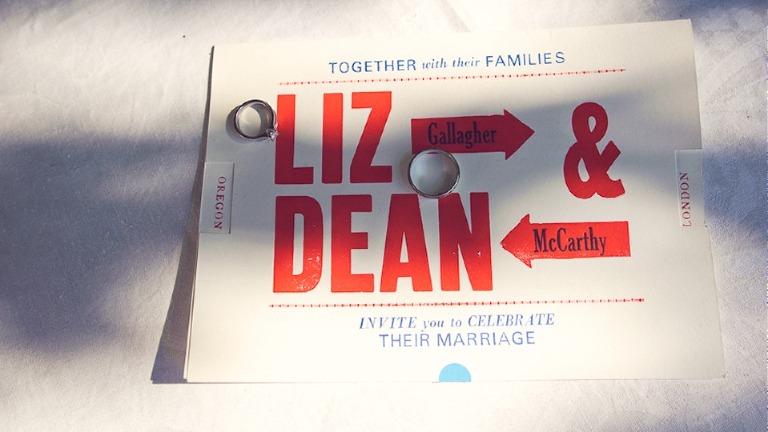 TOGETHER with their FAMILIES
LIZ Gallagher &
DEAN McCarthy
OREGON
LONDON
INVITE you to CELEBRATE
THEIR MARRIAGE